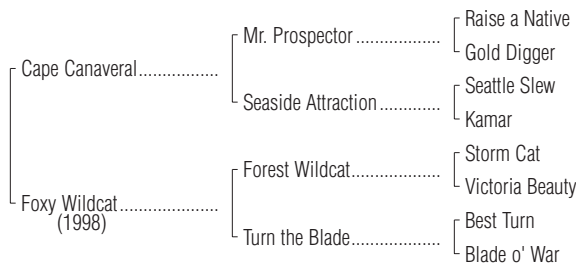 Raise a Native
Mr. Prospector ..................
Gold Digger
Cape Canaveral.................
Seattle Slew
Seaside Attraction .............
Kamar
Storm Cat
Forest Wildcat...................
Victoria Beauty
Foxy Wildcat.....................
(1998)
Best Turn
Turn the Blade...................
Blade o' War